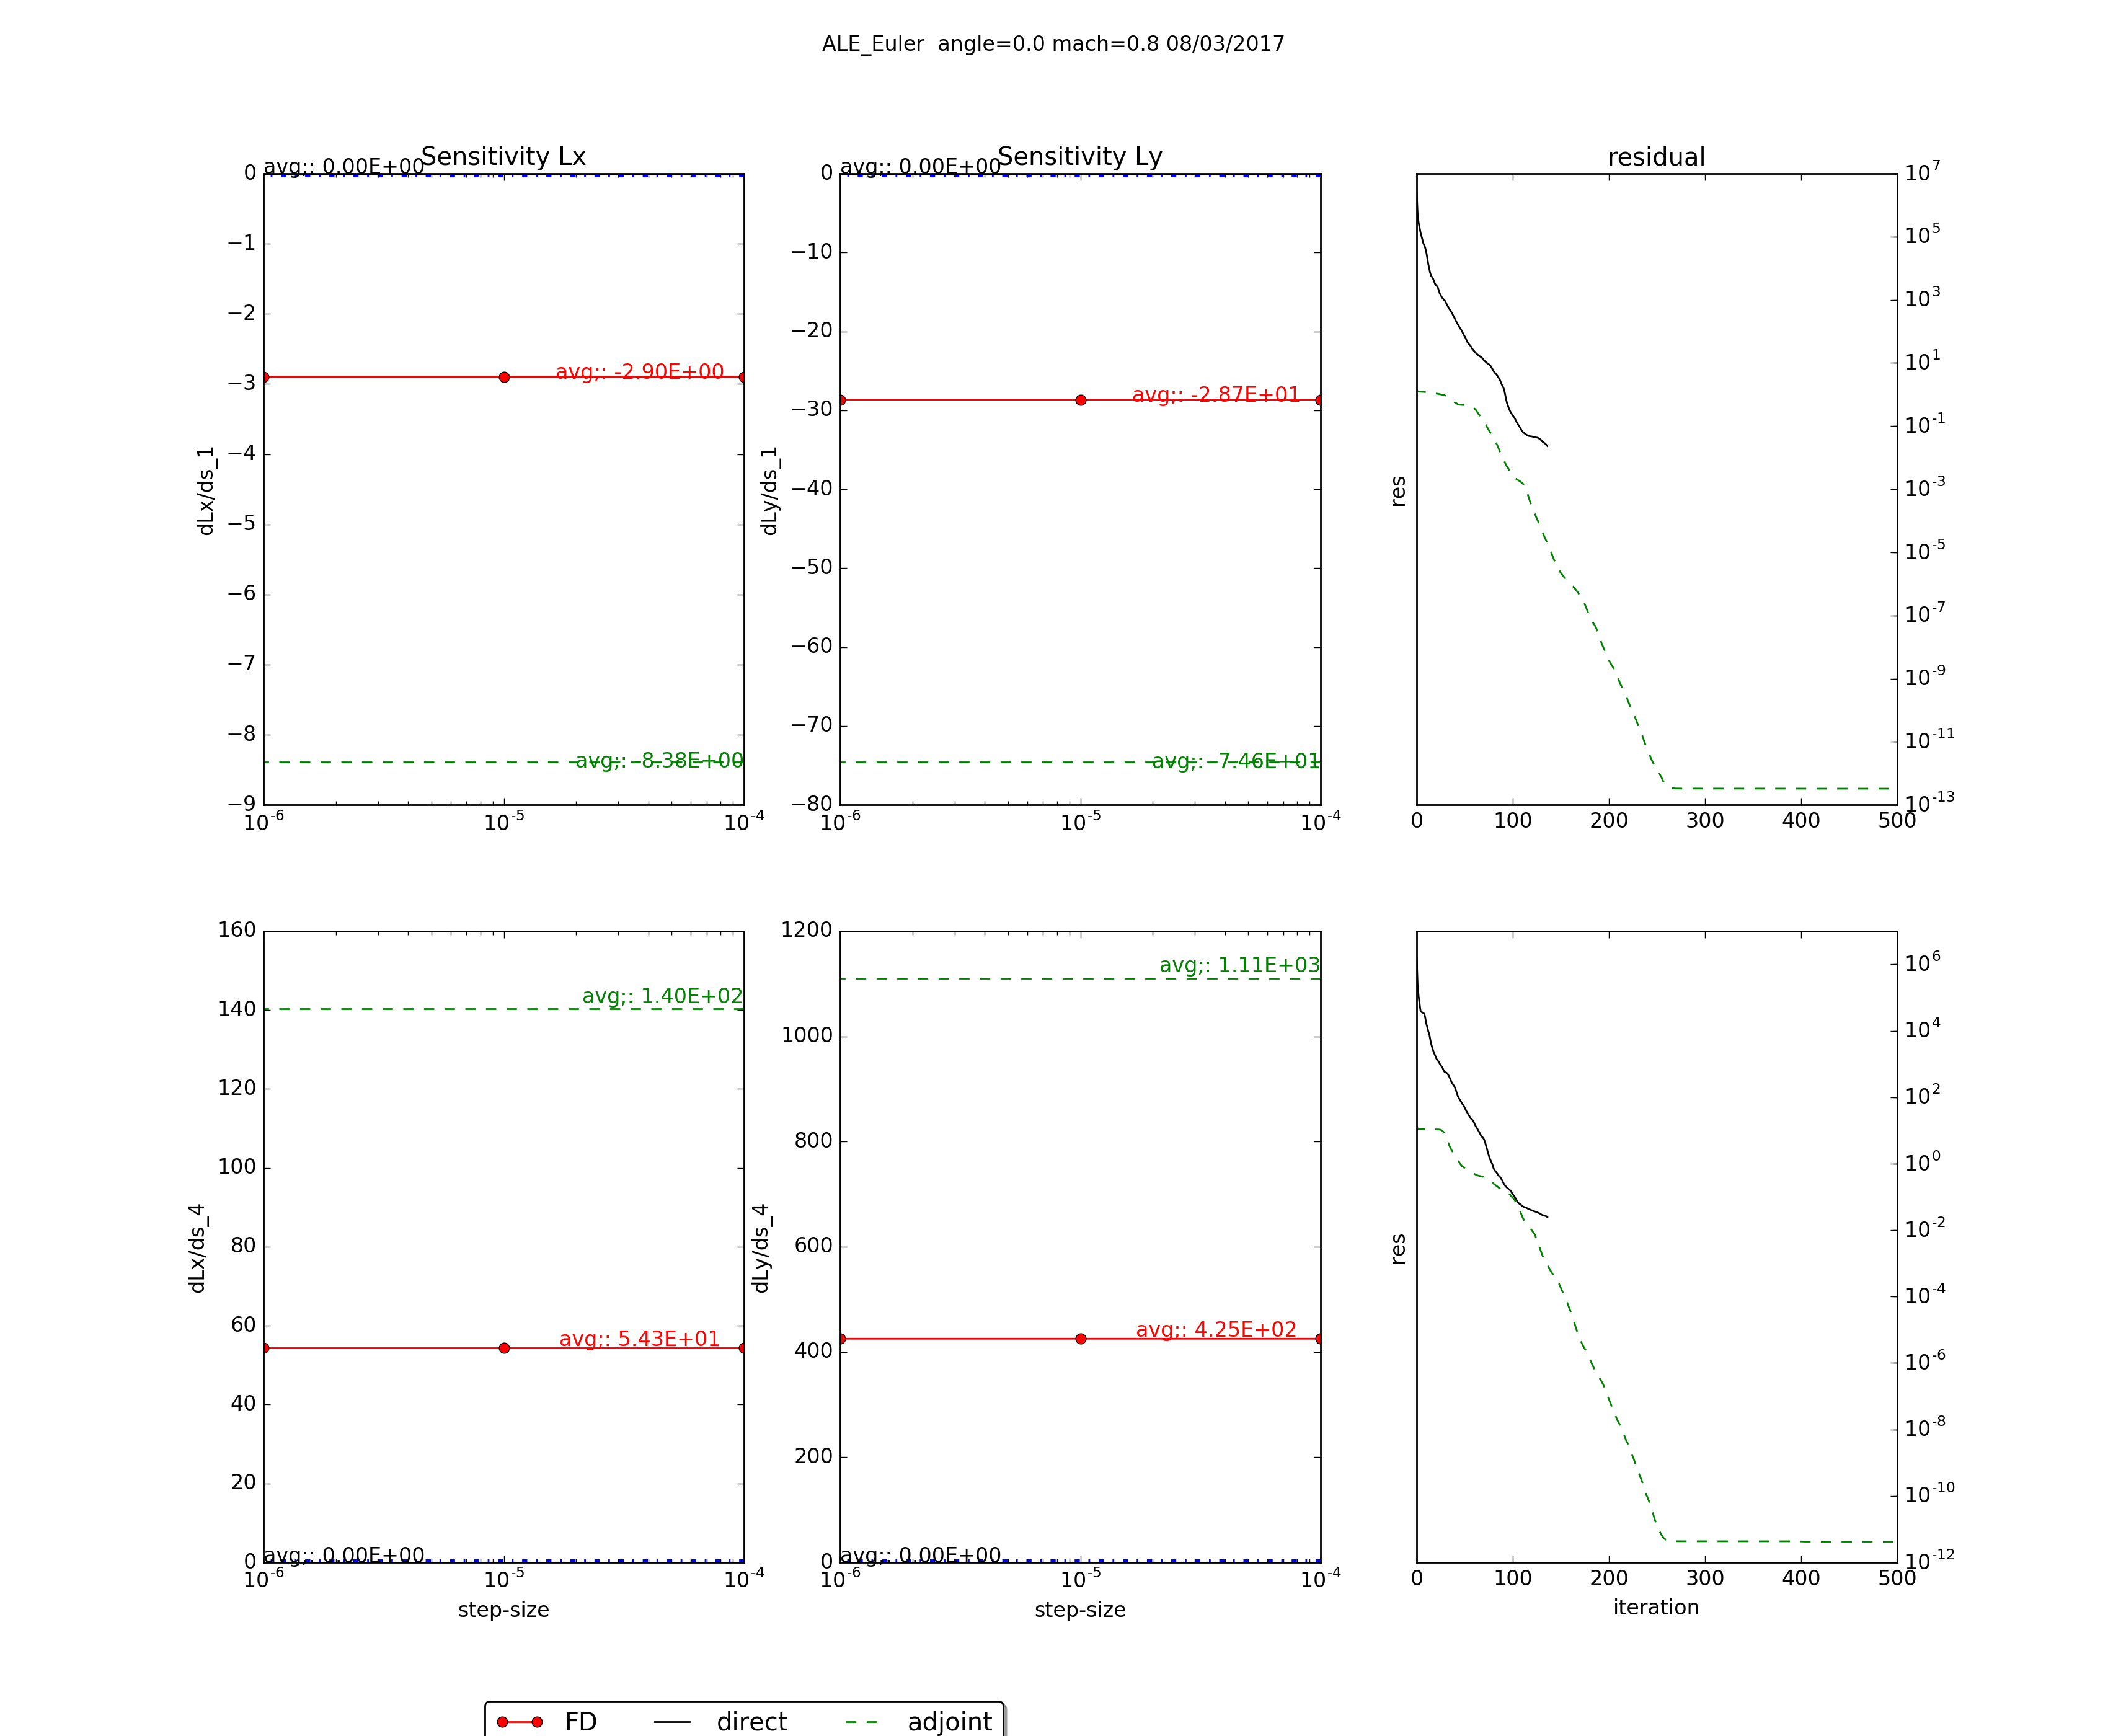 ALE_Euler  angle=0.0 mach=0.8 08/03/2017
Sensitivity Lx
avg;: 0.00E+00
0
−1
−2
−3
−4
−5
−6
−7
−8
−9
dLx/ds_1
avg;: -2.90E+00
avg;: -8.38E+00
10-6 10-5 10-4
Sensitivity Ly
avg;: 0.00E+00
0
−10
−20
−30
−40
−50
−60
−70
−80
dLy/ds_1
avg;: -2.87E+01
avg;: -7.46E+01
10-6 10-5 10-4
residual
res
107
105
103
101
10-1
10-3
10-5
10-7
10-9
10-11
10-13
0 100 200 300 400 500
160
140
120
100
80
60
40
20
0
dLx/ds_4
avg;: 1.40E+02
avg;: 5.43E+01
avg;: 0.00E+00
10-6 10-5 10-4
step-size
1200
1000
800
600
400
200
0
dLy/ds_4
avg;: 1.11E+03
avg;: 4.25E+02
avg;: 0.00E+00
10-6 10-5 10-4
step-size
res
106
104
102
100
10-2
10-4
10-6
10-8
10-10
10-12
0 100 200 300 400 500
iteration
FD direct adjoint